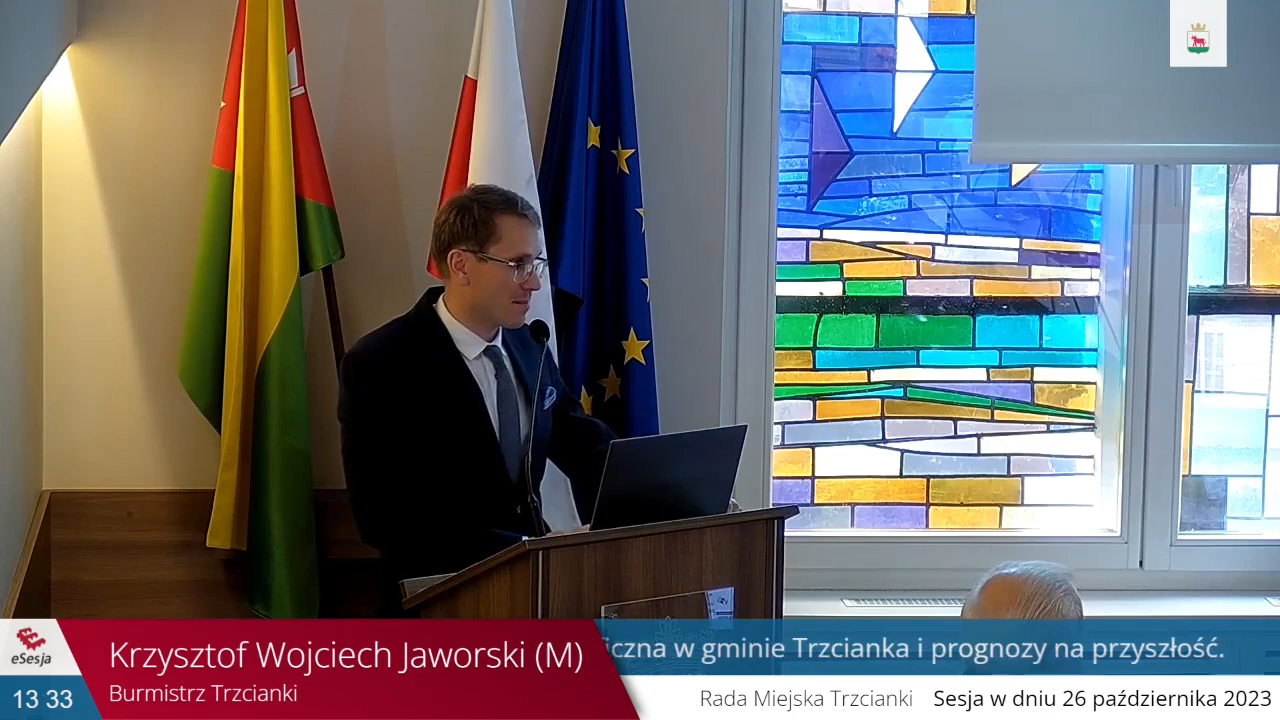 eSesja
13 33
Krzysztof Wojciech Jaworski (M)
Burmistrz Trzcianki
iczna w gminie Trzcianka i prognozy na przyszłość.
Rada Miejska Trzcianki Sesja w dniu 26 października 2023